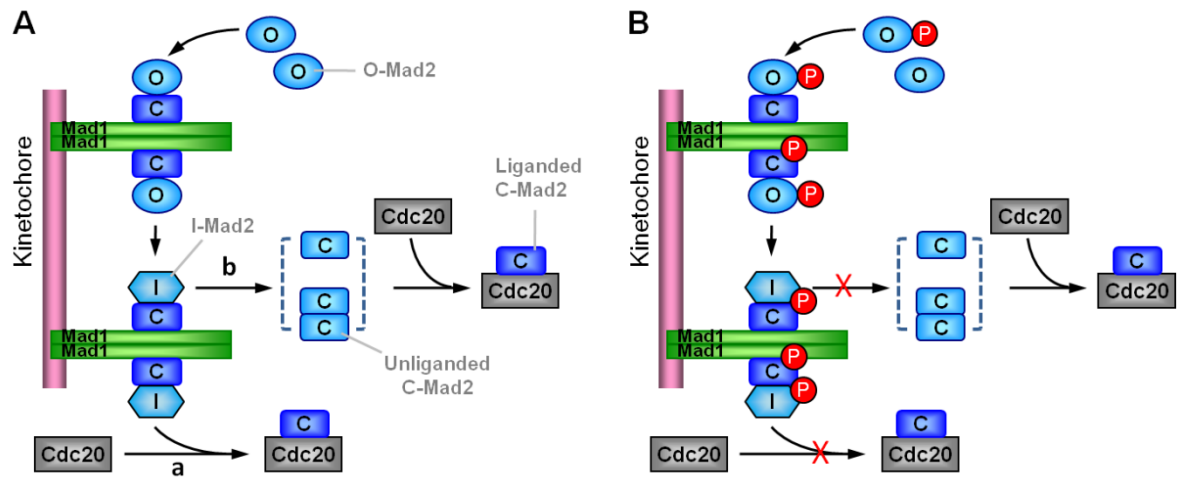 A
O
O
O-Mad2
O
C
Mad1
Mad1
C
O
Kinetochore
I-Mad2
I
C
Mad1
Mad1
C
I
b
C
C
C
Unliganded
C-Mad2
Cdc20
Liganded
C-Mad2
C
Cdc20
Cdc20
a
C
Cdc20
B
O P
O
O P
C
Mad1
Mad1
P
C
O P
Kinetochore
I
P
C
Mad1
Mad1
P
C
P
I
X
C
C
C
Cdc20
C
Cdc20
Cdc20
X
C
Cdc20